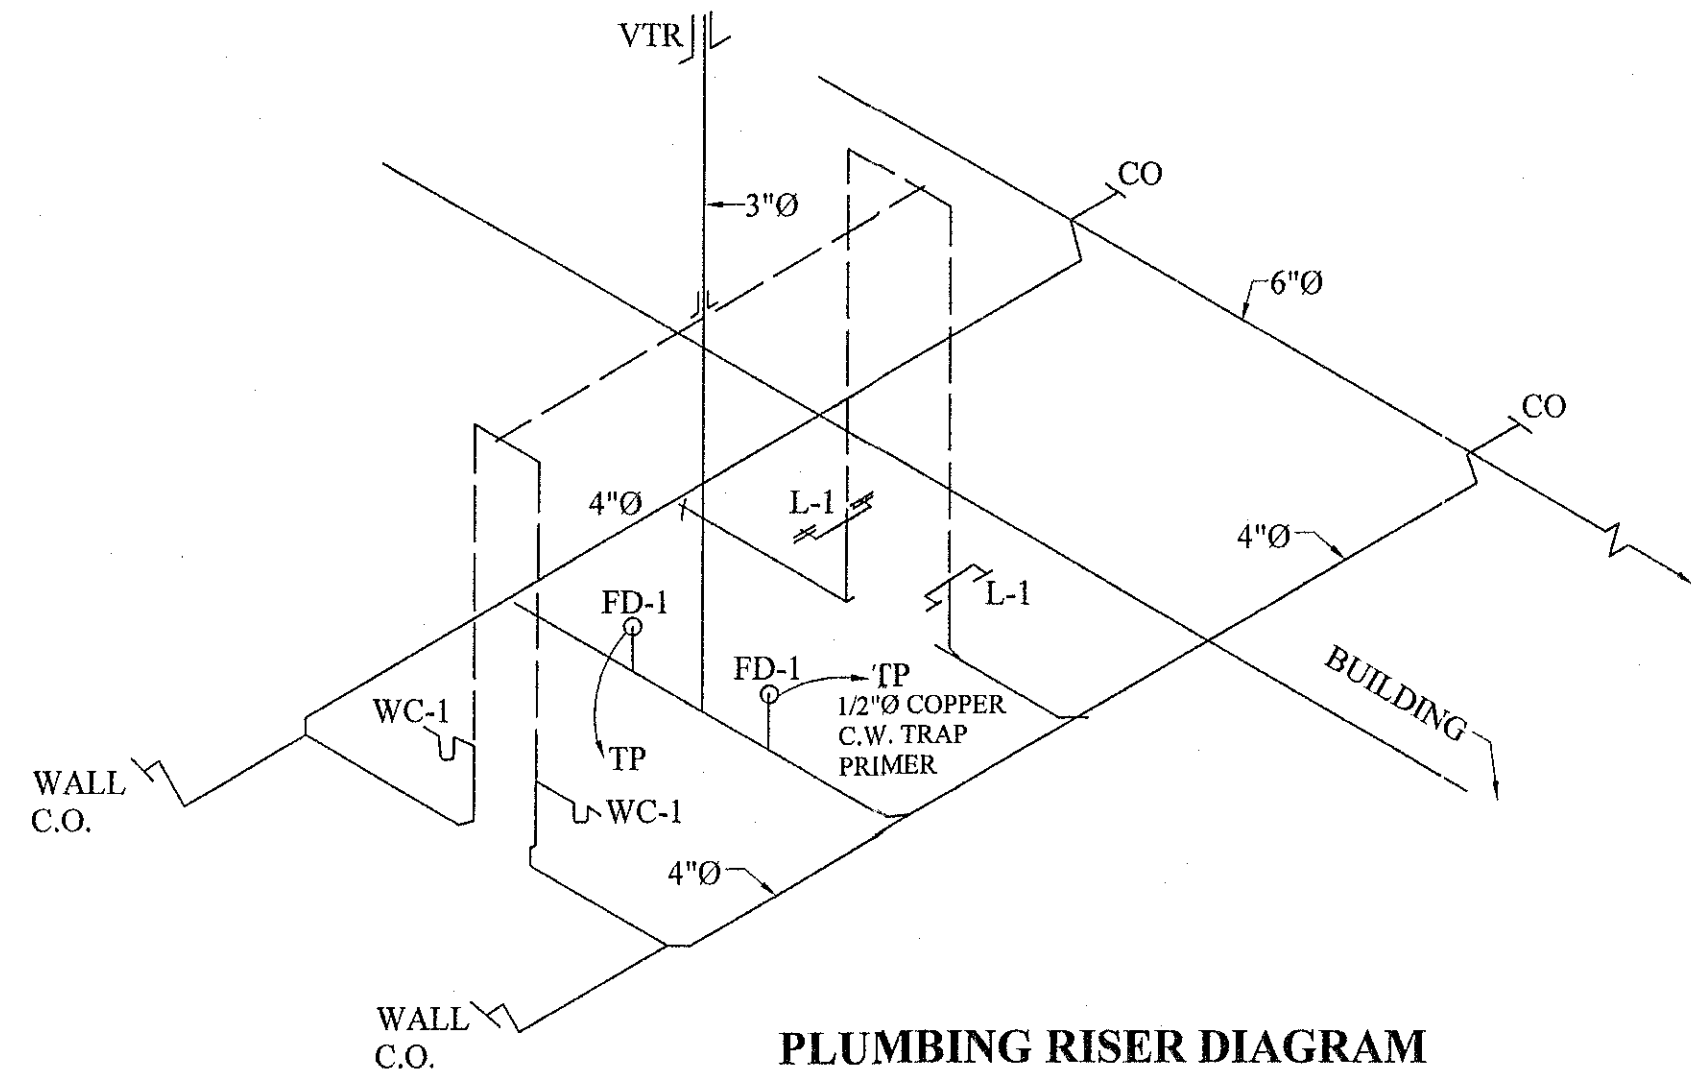 VTR
CO
3"Ø
6"Ø
CO
4"Ø
L-1
4"Ø
FD-1
L-1
FD-1
TP
BUILDING
WC-1
1/2"Ø COPPER
C.W. TRAP
PRIMER
TP
WALL
C.O.
WC-1
4"Ø
WALL
C.O.
PLUMBING RISER DIAGRAM